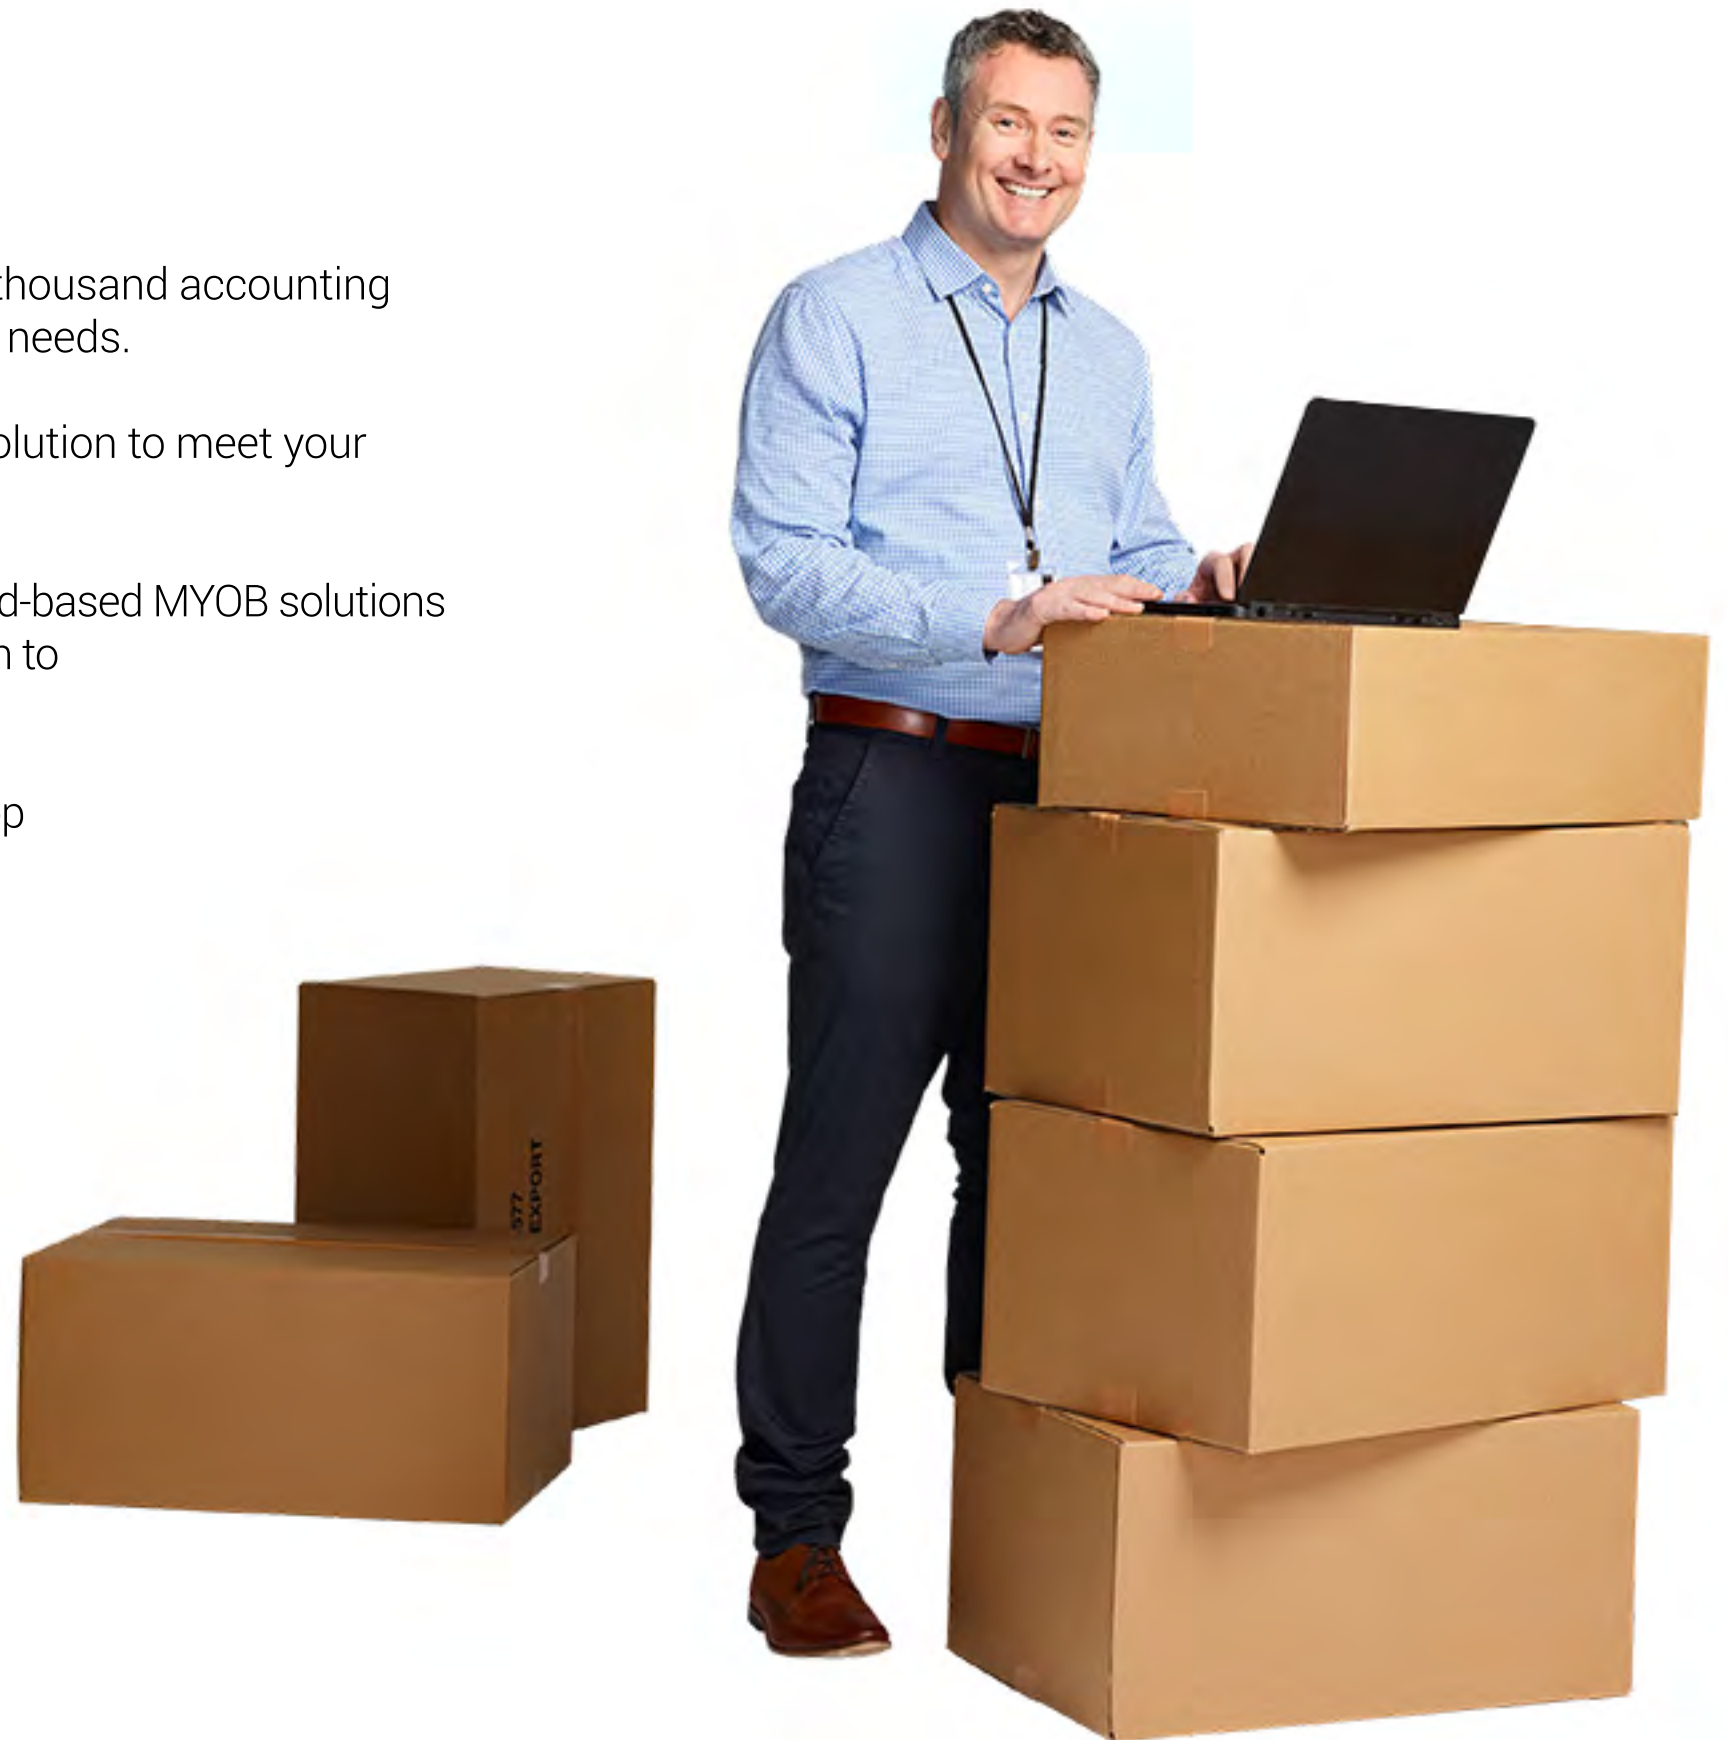 thousand accounting
needs.
olution to meet your
d-based MYOB solutions
n to
p
577
EXPORT